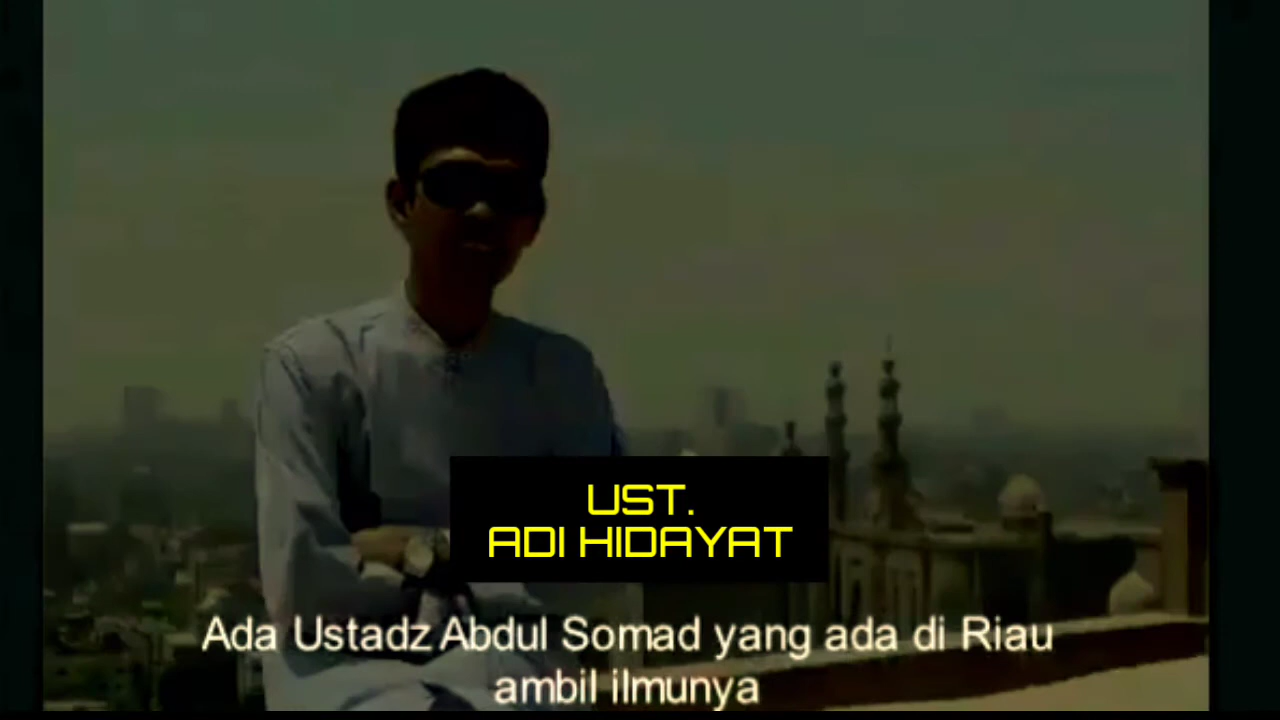 UST.
ADI HIDAYAT
Ada Ustadz Abdul Somad yang ada di Riau
ambil ilmunya